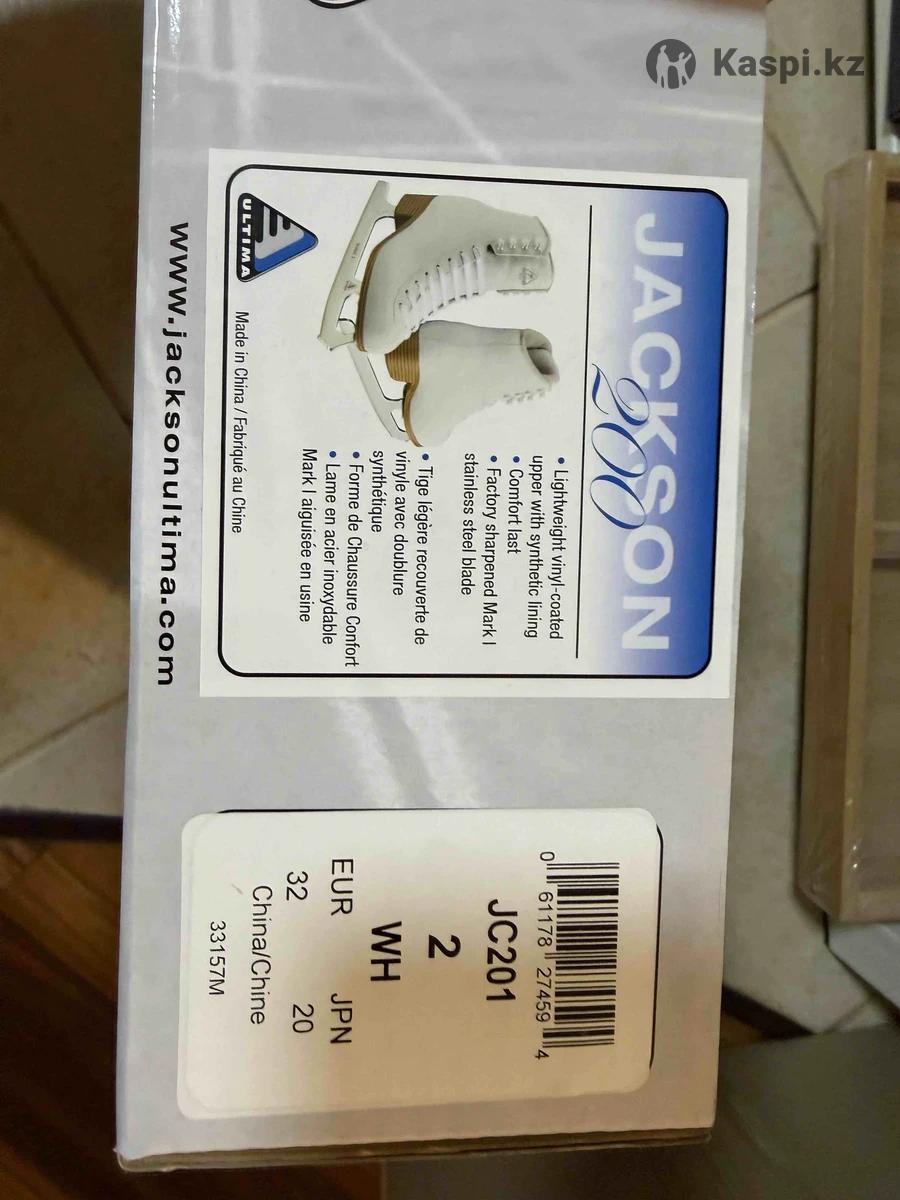 Kaspi.kz
JACKSON
200
• Lightweight vinyl-coated
upper with synthetic lining
• Comfort last
• Factory sharpened Mark I
stainless steel blade
• Tige légère recouverte de
vinyle avec doublure
synthétique
• Forme de Chaussure Confort
• Lame en acier inoxydable
Mark I aiguisée en usine
ULTIMA
Made in China / Fabriqué au Chine
www.jacksonultima.com
0 61178 27459 4
JC201
2
WH
EUR JPN
32 20
China/Chine
33157M